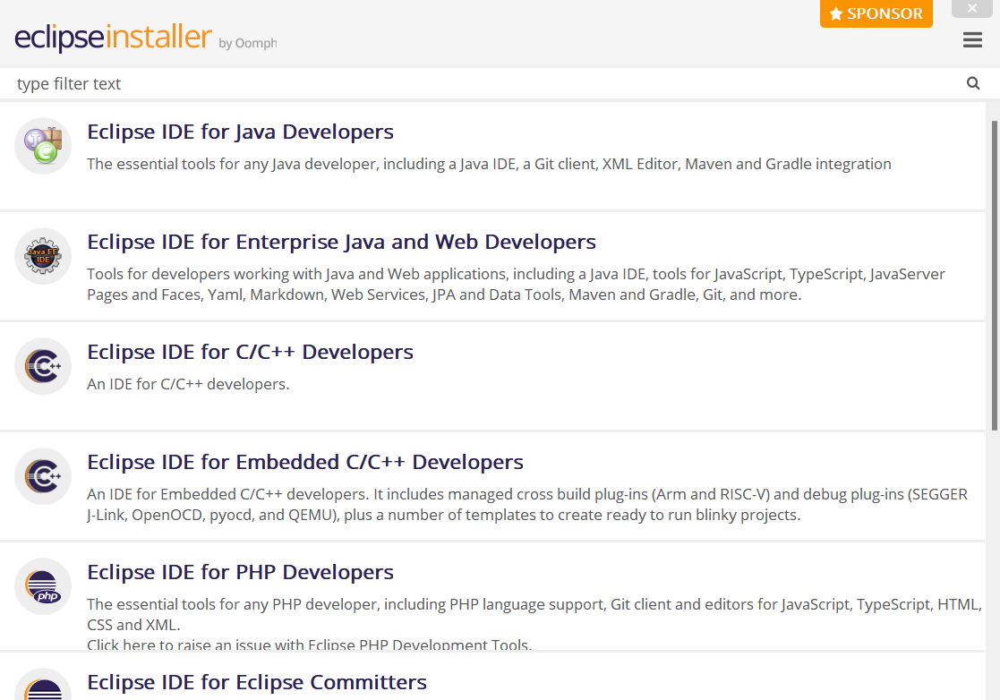 SPONSOR
eclipseinstaller by Oomph
type filter text
Eclipse IDE for Java Developers
The essential tools for any Java developer, including a Java IDE, a Git client, XML Editor, Maven and Gradle integration
Java EE
IDE
Eclipse IDE for Enterprise Java and Web Developers
Tools for developers working with Java and Web applications, including a Java IDE, tools for JavaScript, TypeScript, JavaServer
Pages and Faces, Yaml, Markdown, Web Services, JPA and Data Tools, Maven and Gradle, Git, and more.
C++
Eclipse IDE for C/C++ Developers
An IDE for C/C++ developers.
C++
Eclipse IDE for Embedded C/C++ Developers
An IDE for Embedded C/C++ developers. It includes managed cross build plug-ins (Arm and RISC-V) and debug plug-ins (SEGGER
J-Link, OpenOCD, pyocd, and QEMU), plus a number of templates to create ready to run blinky projects.
php
Eclipse IDE for PHP Developers
The essential tools for any PHP developer, including PHP language support, Git client and editors for JavaScript, TypeScript, HTML,
CSS and XML.
Click here to raise an issue with Eclipse PHP Development Tools.
Eclipse IDE for Eclipse Committers